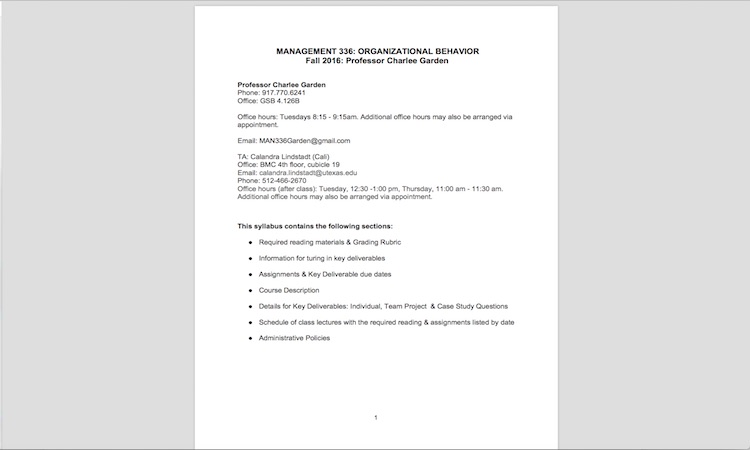 MANAGEMENT 336: ORGANIZATIONAL BEHAVIOR
Fall 2016: Professor Charlee Garden
Professor Charlee Garden
Phone: 917.770.6241
Office: GSB 4.126B
Office hours: Tuesdays 8:15 - 9:15am. Additional office hours may also be arranged via
appointment.
Email: MAN336Garden@gmail.com
TA: Calandra Lindstadt (Cali)
Office: BMC 4th floor, cubicle 19
Email: calandra.lindstadt@utexas.edu
Phone: 512-466-2670
Office hours (after class): Tuesday, 12:30 -1:00 pm, Thursday, 11:00 am - 11:30 am.
Additional office hours may also be arranged via appointment.
This syllabus contains the following sections:
● Required reading materials & Grading Rubric
● Information for turing in key deliverables
● Assignments & Key Deliverable due dates
● Course Description
● Details for Key Deliverables: Individual, Team Project & Case Study Questions
● Schedule of class lectures with the required reading & assignments listed by date
● Administrative Policies
1